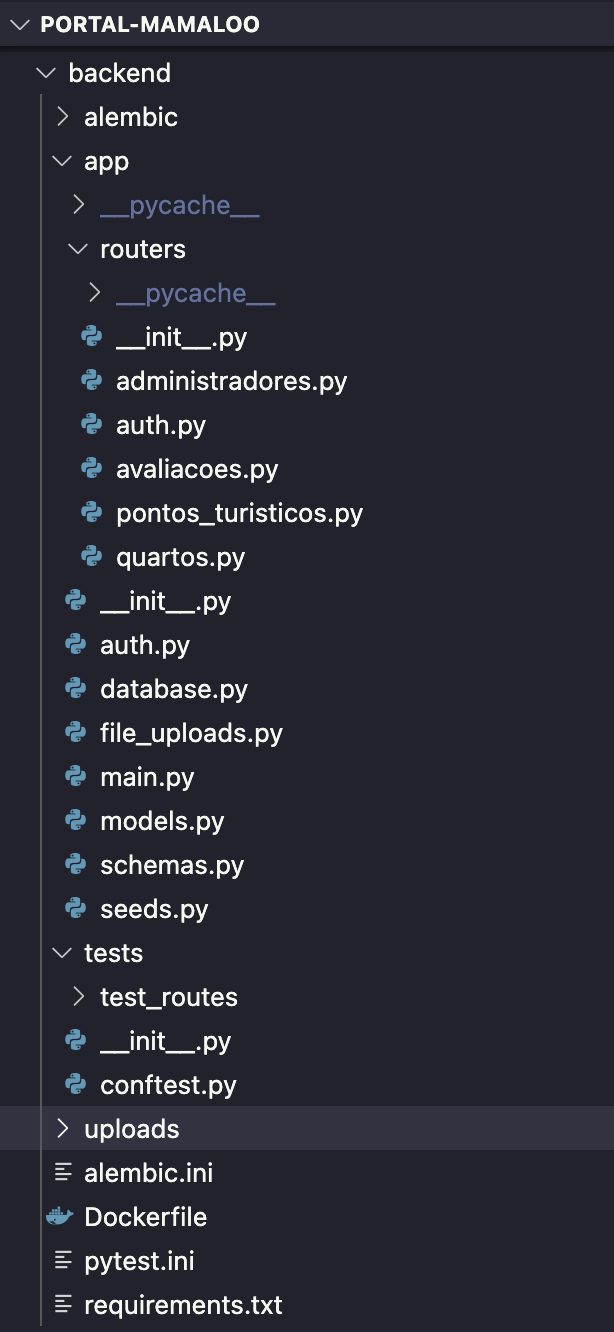 PORTAL-MAMALOO
backend
alembic
app
__pycache__
routers
__pycache__
__init__.py
administradores.py
auth.py
avaliacoes.py
pontos_turisticos.py
quartos.py
__init__.py
auth.py
database.py
file_uploads.py
main.py
models.py
schemas.py
seeds.py
tests
test_routes
__init__.py
conftest.py
uploads
alembic.ini
Dockerfile
pytest.ini
requirements.txt